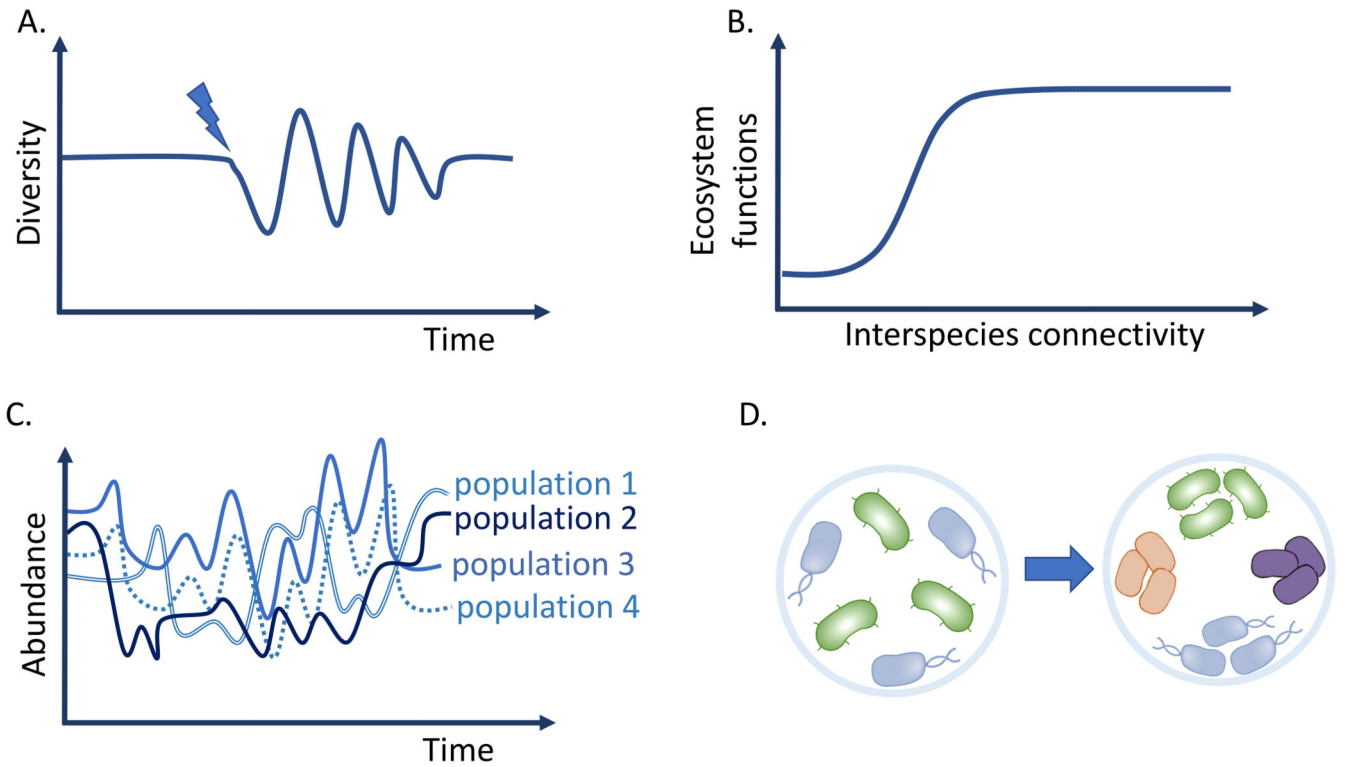 A.
Diversity
Time
B.
Ecosystem
functions
Interspecies connectivity
C.
Abundance
population 1
population 2
population 3
population 4
Time
D.